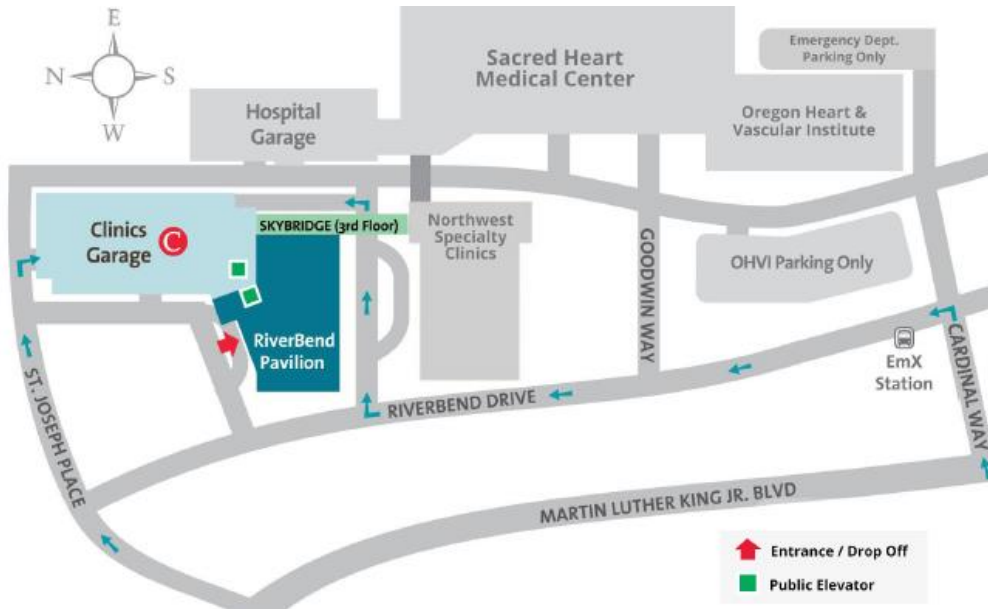 E
N
S
W
Sacred Heart
Medical Center
Emergency Dept.
Parking Only
Hospital
Garage
Oregon Heart &
Vascular Institute
Clinics
Garage
C
SKYBRIDGE (3rd Floor)
Northwest
Specialty
Clinics
GOODWIN WAY
OHVI Parking Only
RiverBend
Pavilion
EmX
Station
CARDINAL WAY
ST. JOSEPH PLACE
RIVERBEND DRIVE
MARTIN LUTHER KING JR. BLVD
Entrance / Drop Off
Public Elevator